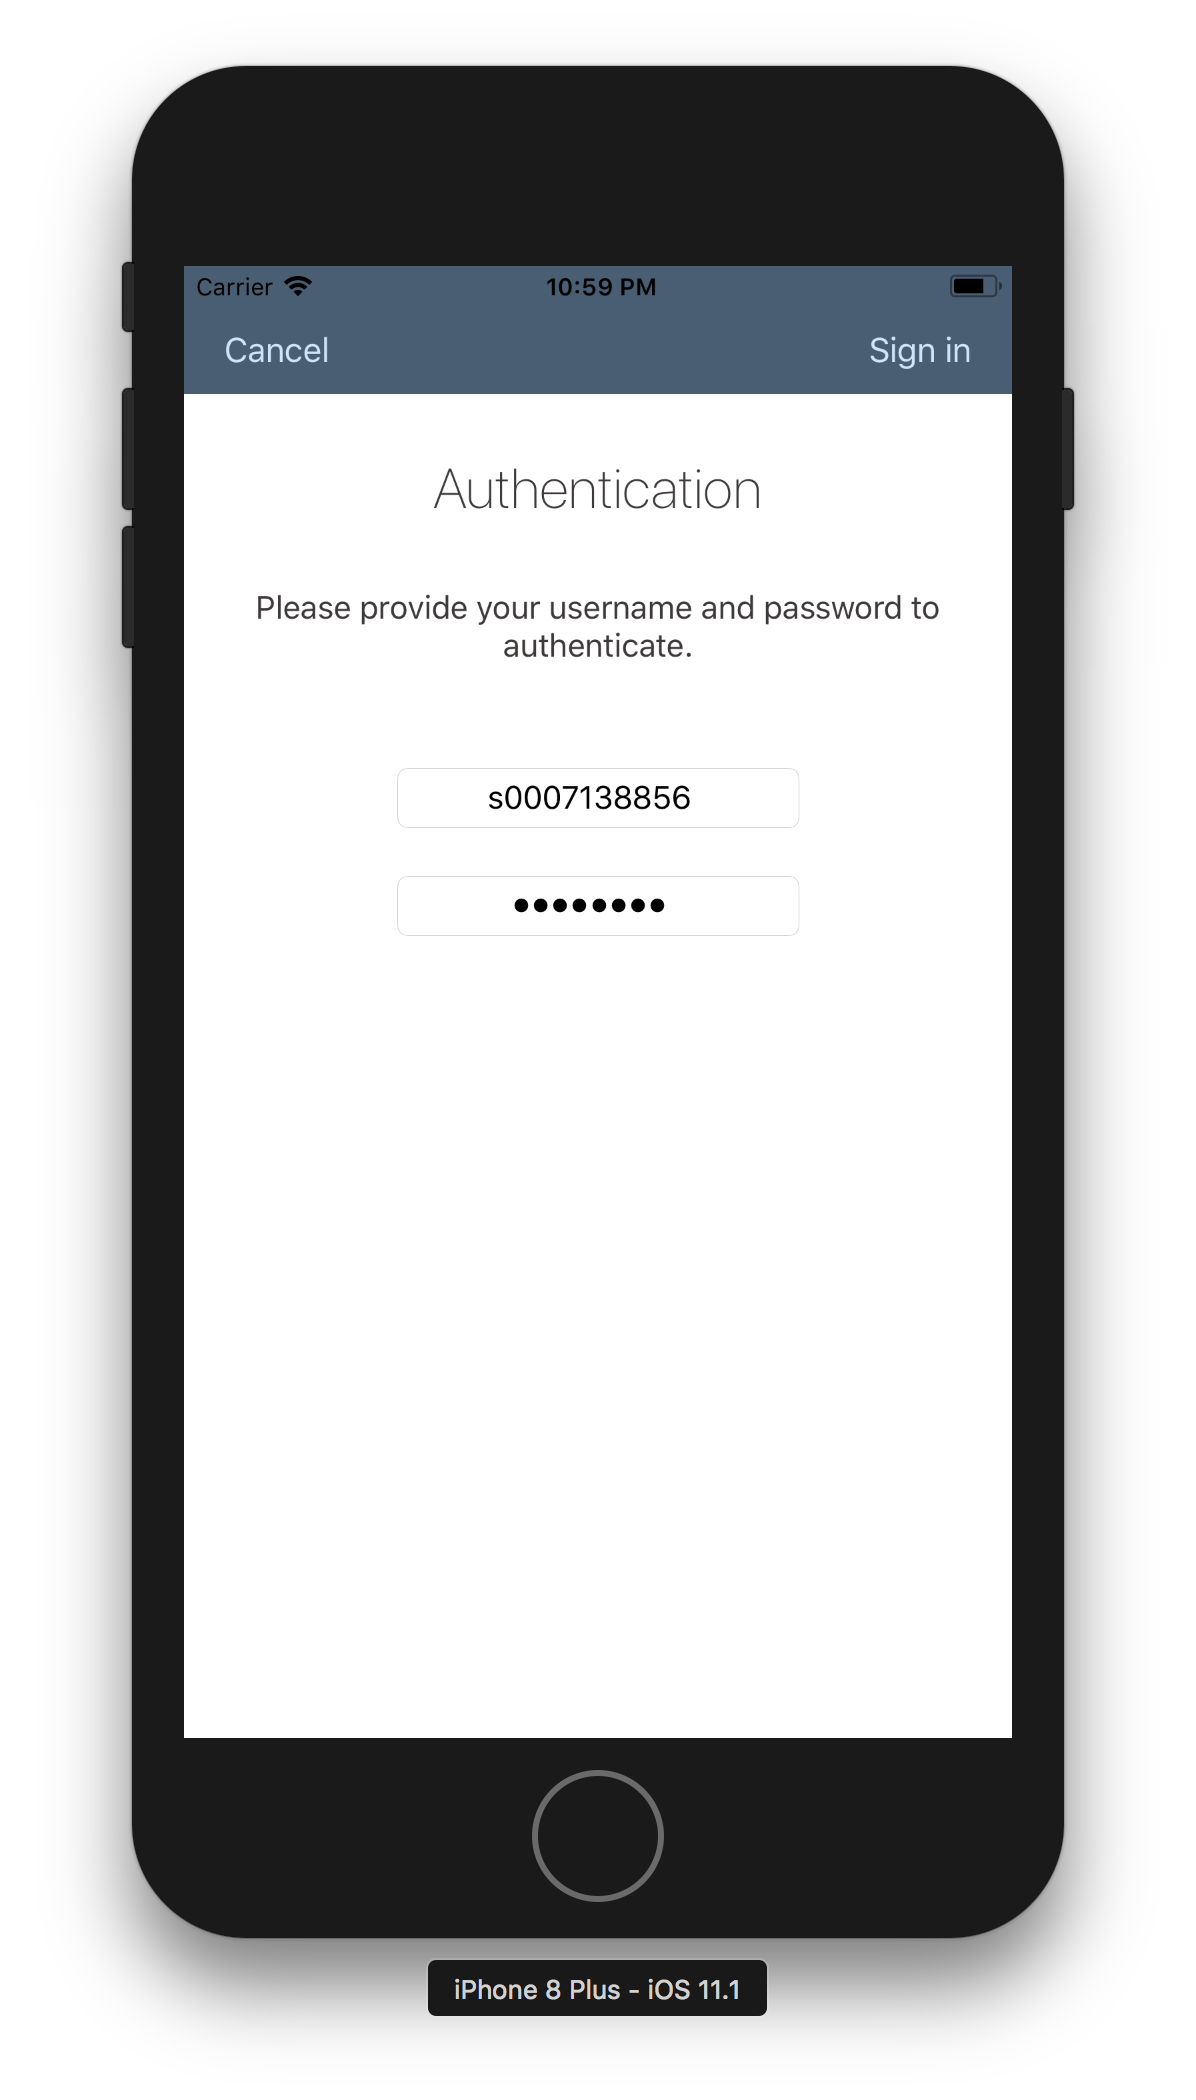 Carrier
10:59 PM
Cancel
Sign in
Authentication
Please provide your username and password to
authenticate.
s0007138856
••••••••
iPhone 8 Plus - iOS 11.1